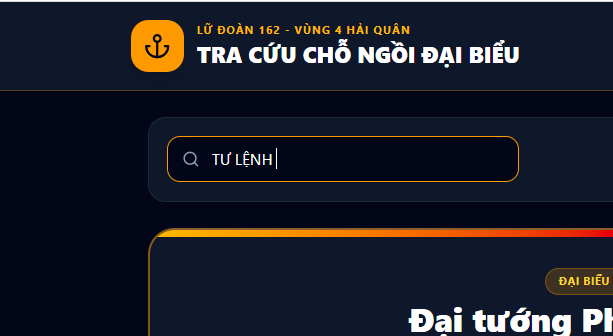 LỮ ĐOÀN 162 - VÙNG 4 HẢI QUÂN
TRA CỨU CHỖ NGỒI ĐẠI BIỂU
TƯ LỆNH
ĐẠI BIỂU
Đại tướng Ph